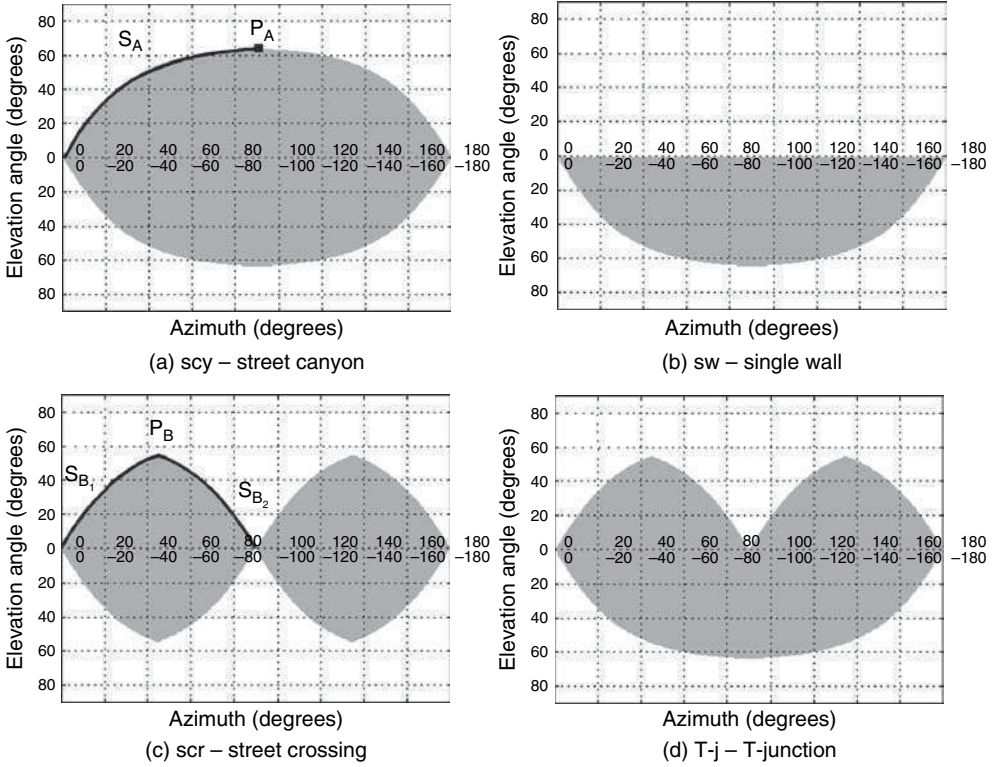 80
60
40
20
0
20
40
60
80
Elevation angle (degrees)
S_A
P_A
0 20 40 60 80 100 120 140 160 180
−20 −40 −60 −80 −100 −120 −140 −160 −180
Azimuth (degrees)
(a) scy – street canyon
80
60
40
20
0
20
40
60
80
Elevation angle (degrees)
0 20 40 60 80 100 120 140 160 180
−20 −40 −60 −80 −100 −120 −140 −160 −180
Azimuth (degrees)
(b) sw – single wall
80
60
40
20
0
20
40
60
80
Elevation angle (degrees)
P_B
S_B₁
S_B₂
0 20 40 60 80 100 120 140 160 180
−20 −40 −60 80 −100 −120 −140 −160 −180
Azimuth (degrees)
(c) scr – street crossing
80
60
40
20
0
20
40
60
80
Elevation angle (degrees)
0 20 40 60 80 100 120 140 160 180
−20 −40 −60 −80 −100 −120 −140 −160 −180
Azimuth (degrees)
(d) T-j – T-junction